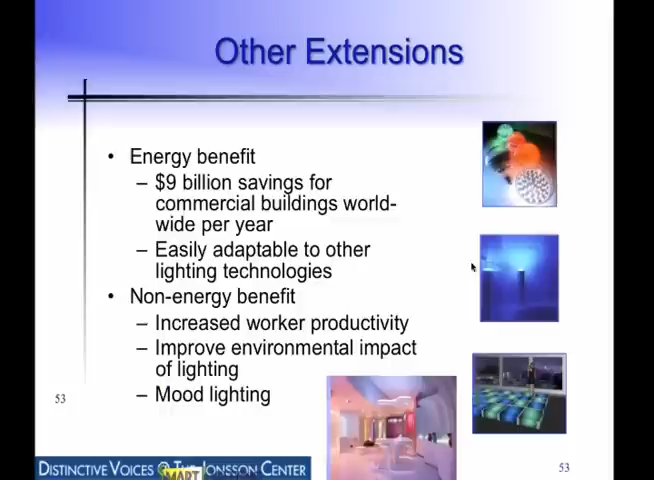 Other Extensions
• Energy benefit
– $9 billion savings for
commercial buildings world-
wide per year
– Easily adaptable to other
lighting technologies
• Non-energy benefit
– Increased worker productivity
– Improve environmental impact
of lighting
– Mood lighting
53
53
DISTINCTIVE VOICES @ THE JONSSON CENTER
SMART